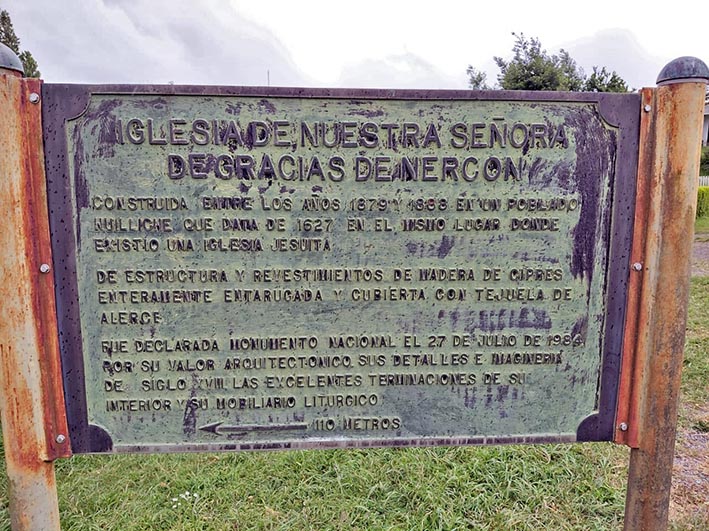 IGLESIA DE NUESTRA SEÑORA
DE GRACIAS DE NERCON
CONSTRUIDA ENTRE LOS AÑOS 1879 Y 1888 EN UN POBLADO
HUILLICHE QUE DATA DE 1627 EN EL MISMO LUGAR DONDE
EXISTIO UNA IGLESIA JESUITA
DE ESTRUCTURA Y REVESTIMIENTOS DE MADERA DE CIPRES
ENTERAMENTE ENTARUGADA Y CUBIERTA CON TEJUELA DE
ALERCE
FUE DECLARADA MONUMENTO NACIONAL EL 27 DE JULIO DE 1984
POR SU VALOR ARQUITECTONICO SUS DETALLES E IMAGINERIA
DE SIGLO XVIII LAS EXCELENTES TERMINACIONES DE SU
INTERIOR Y SU MOBILIARIO LITURGICO
110 METROS